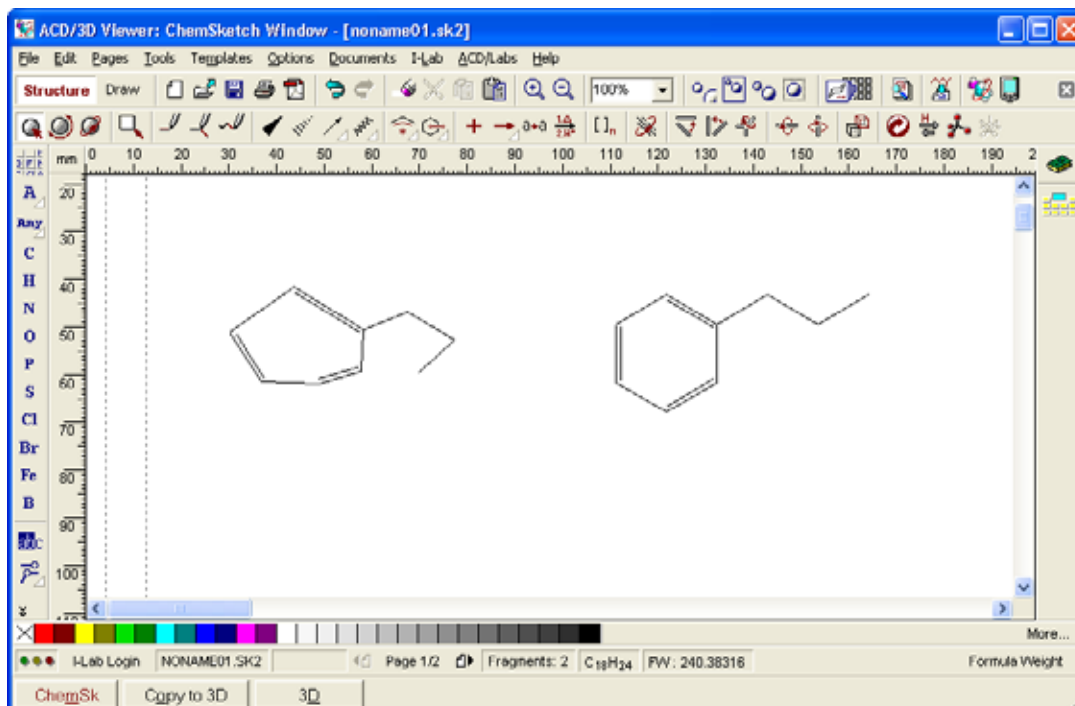 ACD/3D Viewer: ChemSketch Window - [noname01.sk2]
File Edit Pages Tools Templates Options Documents I-Lab ACD/Labs Help
Structure Draw 100%
mm 0 10 20 30 40 50 60 70 80 90 100 110 120 130 140 150 160 170 180 190 2
20
A
Any
30
C
40
H
N
50
O
P
60
S
Cl
70
Br
80
Fe
B
90
100
More...
I-Lab Login NONAME01.SK2 Page 1/2 Fragments: 2 C18H24 FW: 240.38316 Formula Weight
ChemSk Copy to 3D 3D